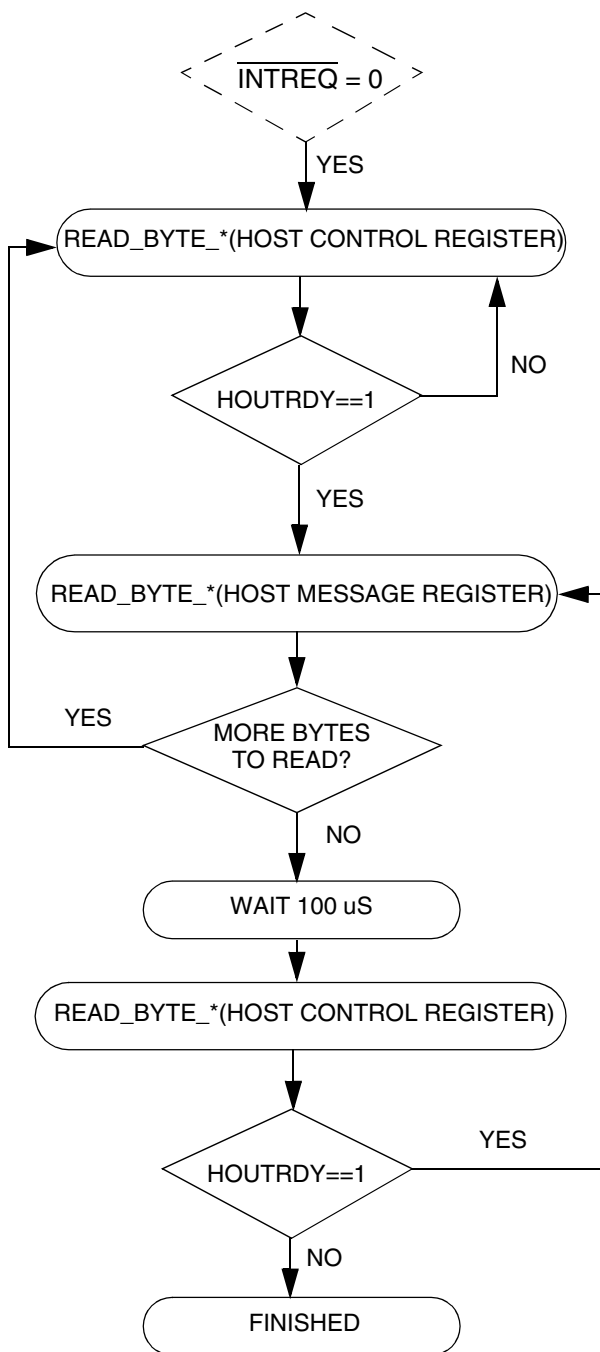 INTREQ = 0
YES
READ_BYTE_*(HOST CONTROL REGISTER)
NO
HOUTRDY==1
YES
READ_BYTE_*(HOST MESSAGE REGISTER)
YES
MORE BYTES
TO READ?
NO
WAIT 100 uS
READ_BYTE_*(HOST CONTROL REGISTER)
YES
HOUTRDY==1
NO
FINISHED